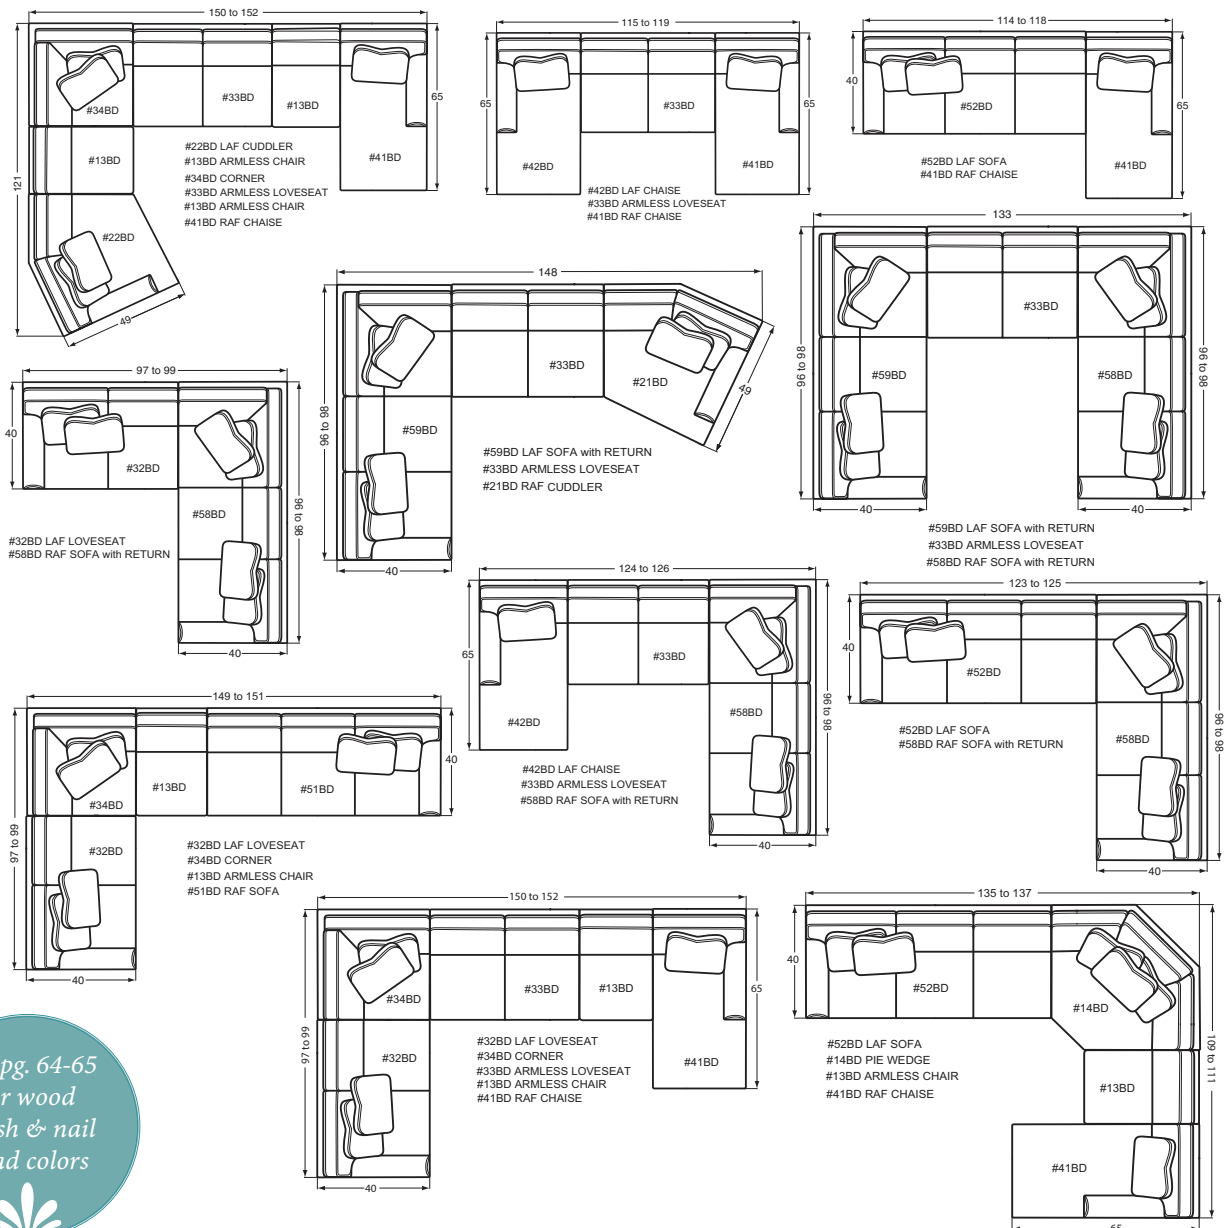 150 to 152
121
65
49
#34BD
#33BD
#13BD
#41BD
#13BD
#22BD
#22BD LAF CUDDLER
#13BD ARMLESS CHAIR
#34BD CORNER
#33BD ARMLESS LOVESEAT
#13BD ARMLESS CHAIR
#41BD RAF CHAISE
115 to 119
65
65
#33BD
#42BD
#41BD
#42BD LAF CHAISE
#33BD ARMLESS LOVESEAT
#41BD RAF CHAISE
114 to 118
40
65
#52BD
#41BD
#52BD LAF SOFA
#41BD RAF CHAISE
97 to 99
40
96 to 98
40
#32BD
#58BD
#32BD LAF LOVESEAT
#58BD RAF SOFA with RETURN
148
96 to 98
49
40
#33BD
#21BD
#59BD
#59BD LAF SOFA with RETURN
#33BD ARMLESS LOVESEAT
#21BD RAF CUDDLER
133
96 to 98
96 to 98
40
40
#33BD
#59BD
#58BD
#59BD LAF SOFA with RETURN
#33BD ARMLESS LOVESEAT
#58BD RAF SOFA with RETURN
124 to 126
65
96 to 98
40
#33BD
#42BD
#58BD
#42BD LAF CHAISE
#33BD ARMLESS LOVESEAT
#58BD RAF SOFA with RETURN
123 to 125
40
96 to 98
40
#52BD
#58BD
#52BD LAF SOFA
#58BD RAF SOFA with RETURN
149 to 151
97 to 99
40
40
#34BD
#13BD
#51BD
#32BD
#32BD LAF LOVESEAT
#34BD CORNER
#13BD ARMLESS CHAIR
#51BD RAF SOFA
150 to 152
97 to 99
65
40
#34BD
#33BD
#13BD
#32BD
#41BD
#32BD LAF LOVESEAT
#34BD CORNER
#33BD ARMLESS LOVESEAT
#13BD ARMLESS CHAIR
#41BD RAF CHAISE
135 to 137
40
109 to 111
65
#52BD
#14BD
#13BD
#41BD
#52BD LAF SOFA
#14BD PIE WEDGE
#13BD ARMLESS CHAIR
#41BD RAF CHAISE
pg. 64-65
r wood
sh & nail
ad colors